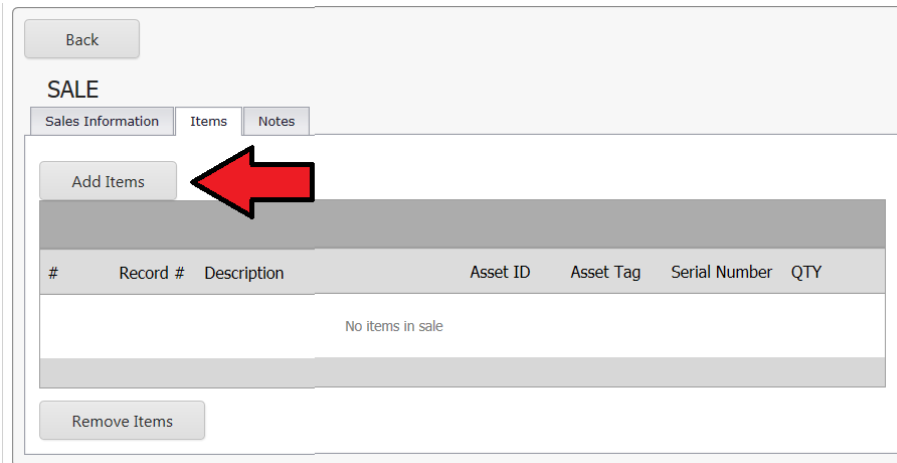 Back
SALE
Sales Information Items Notes
Add Items
# Record # Description Asset ID Asset Tag Serial Number QTY
No items in sale
Remove Items